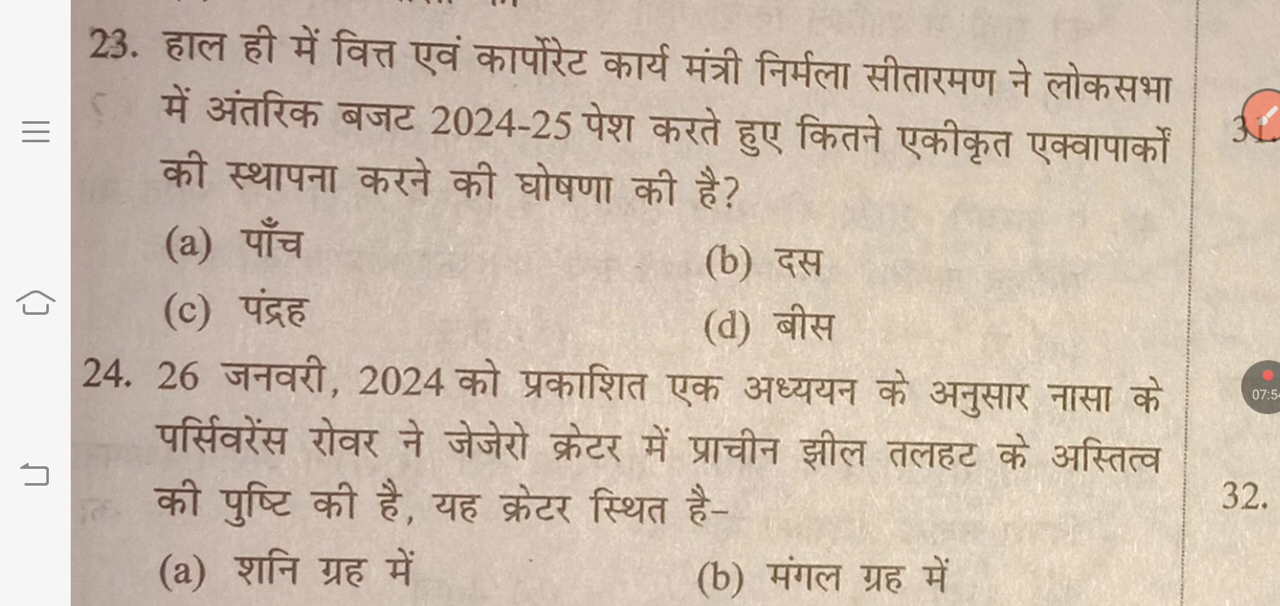 23. हाल ही में वित्त एवं कार्पोरेट कार्य मंत्री निर्मला सीतारमण ने लोकसभा
में अंतरिक बजट 2024-25 पेश करते हुए कितने एकीकृत एक्वापार्कों
की स्थापना करने की घोषणा की है?
(a) पाँच (b) दस
(c) पंद्रह (d) बीस
24. 26 जनवरी, 2024 को प्रकाशित एक अध्ययन के अनुसार नासा के
पर्सिवरेंस रोवर ने जेजेरो क्रेटर में प्राचीन झील तलहट के अस्तित्व
की पुष्टि की है, यह क्रेटर स्थित है-
(a) शनि ग्रह में (b) मंगल ग्रह में
31.
32.